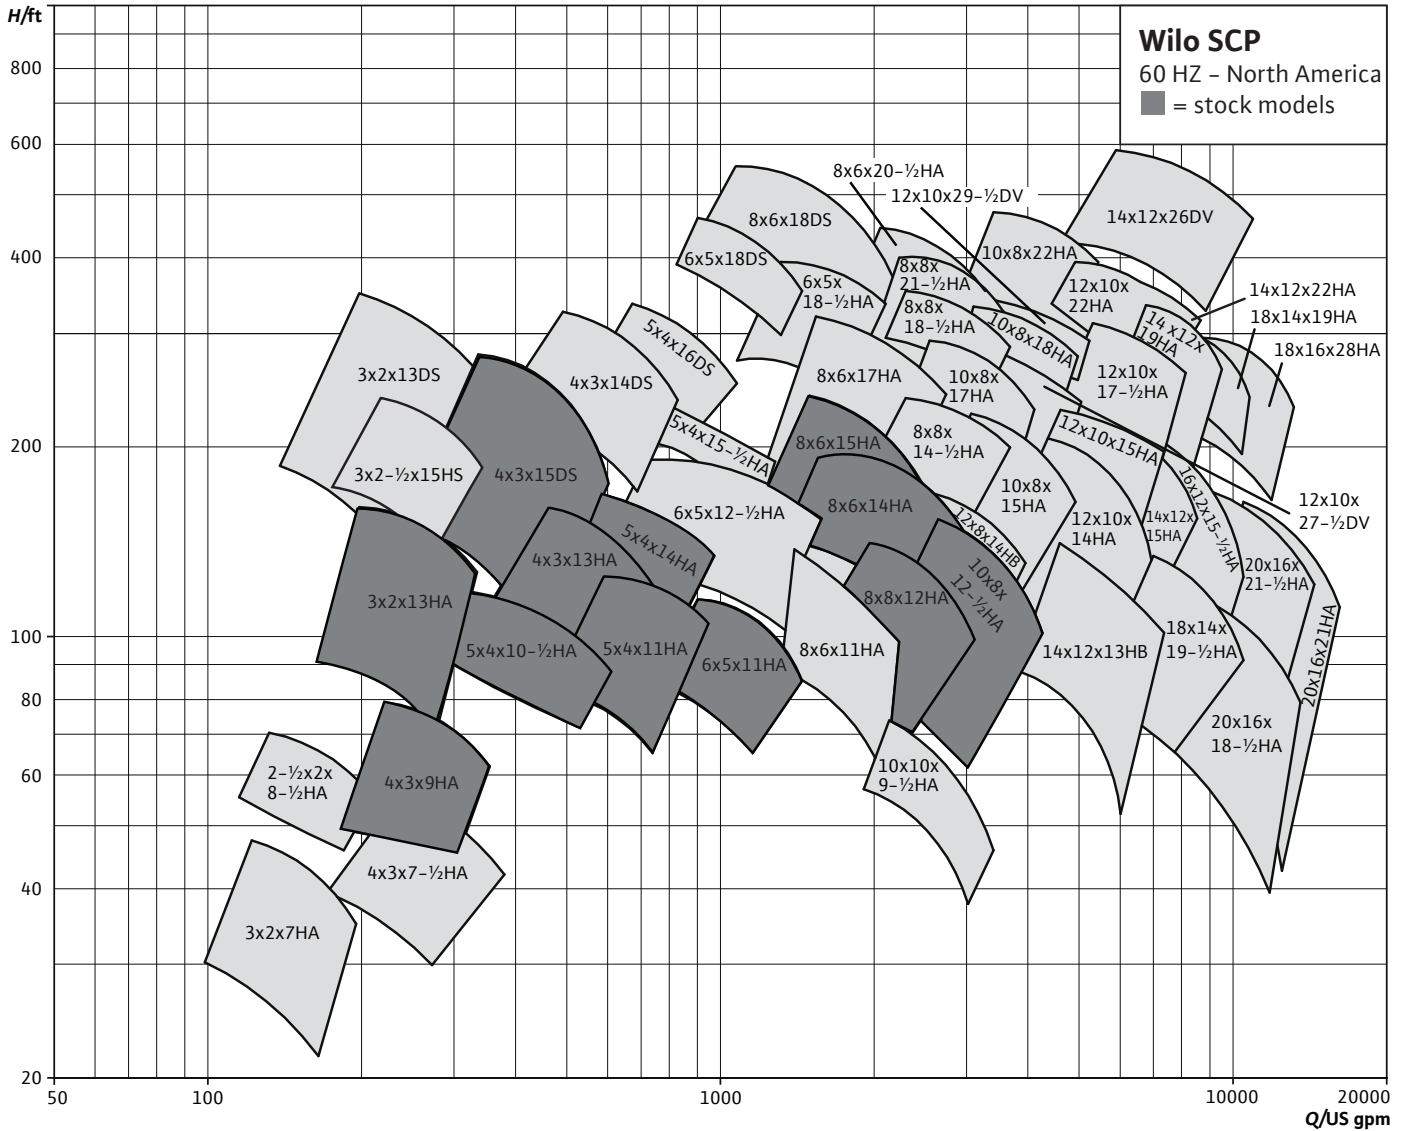 H/ft
Wilo SCP
60 HZ – North America
= stock models
800
600
400
200
100
80
60
40
20
50
100
1000
10000
20000
Q/US gpm
8x6x20–½HA
12x10x29–½DV
8x6x18DS
14x12x26DV
6x5x18DS
10x8x22HA
8x8x
21–½HA
6x5x
18–½HA
12x10x
22HA
14x12x22HA
18x14x19HA
18x16x28HA
8x8x
18–½HA
10x8x18HA
14 x12x
19HA
5x4x16DS
3x2x13DS
4x3x14DS
8x6x17HA
10x8x
17HA
12x10x
17–½HA
5x4x15–½HA
8x6x15HA
8x8x
14–½HA
12x10x15HA
3x2–½x15HS
4x3x15DS
6x5x12–½HA
8x6x14HA
10x8x
15HA
12x8x14HB
12x10x
14HA
14x12x
15HA
16x12x15–½HA
12x10x
27–½DV
4x3x13HA
5x4x14HA
20x16x
21–½HA
3x2x13HA
8x8x12HA
10x8x
12–½HA
5x4x10–½HA
5x4x11HA
6x5x11HA
8x6x11HA
14x12x13HB
18x14x
19–½HA
20x16x21HA
20x16x
18–½HA
2–½x2x
8–½HA
4x3x9HA
10x10x
9–½HA
4x3x7–½HA
3x2x7HA